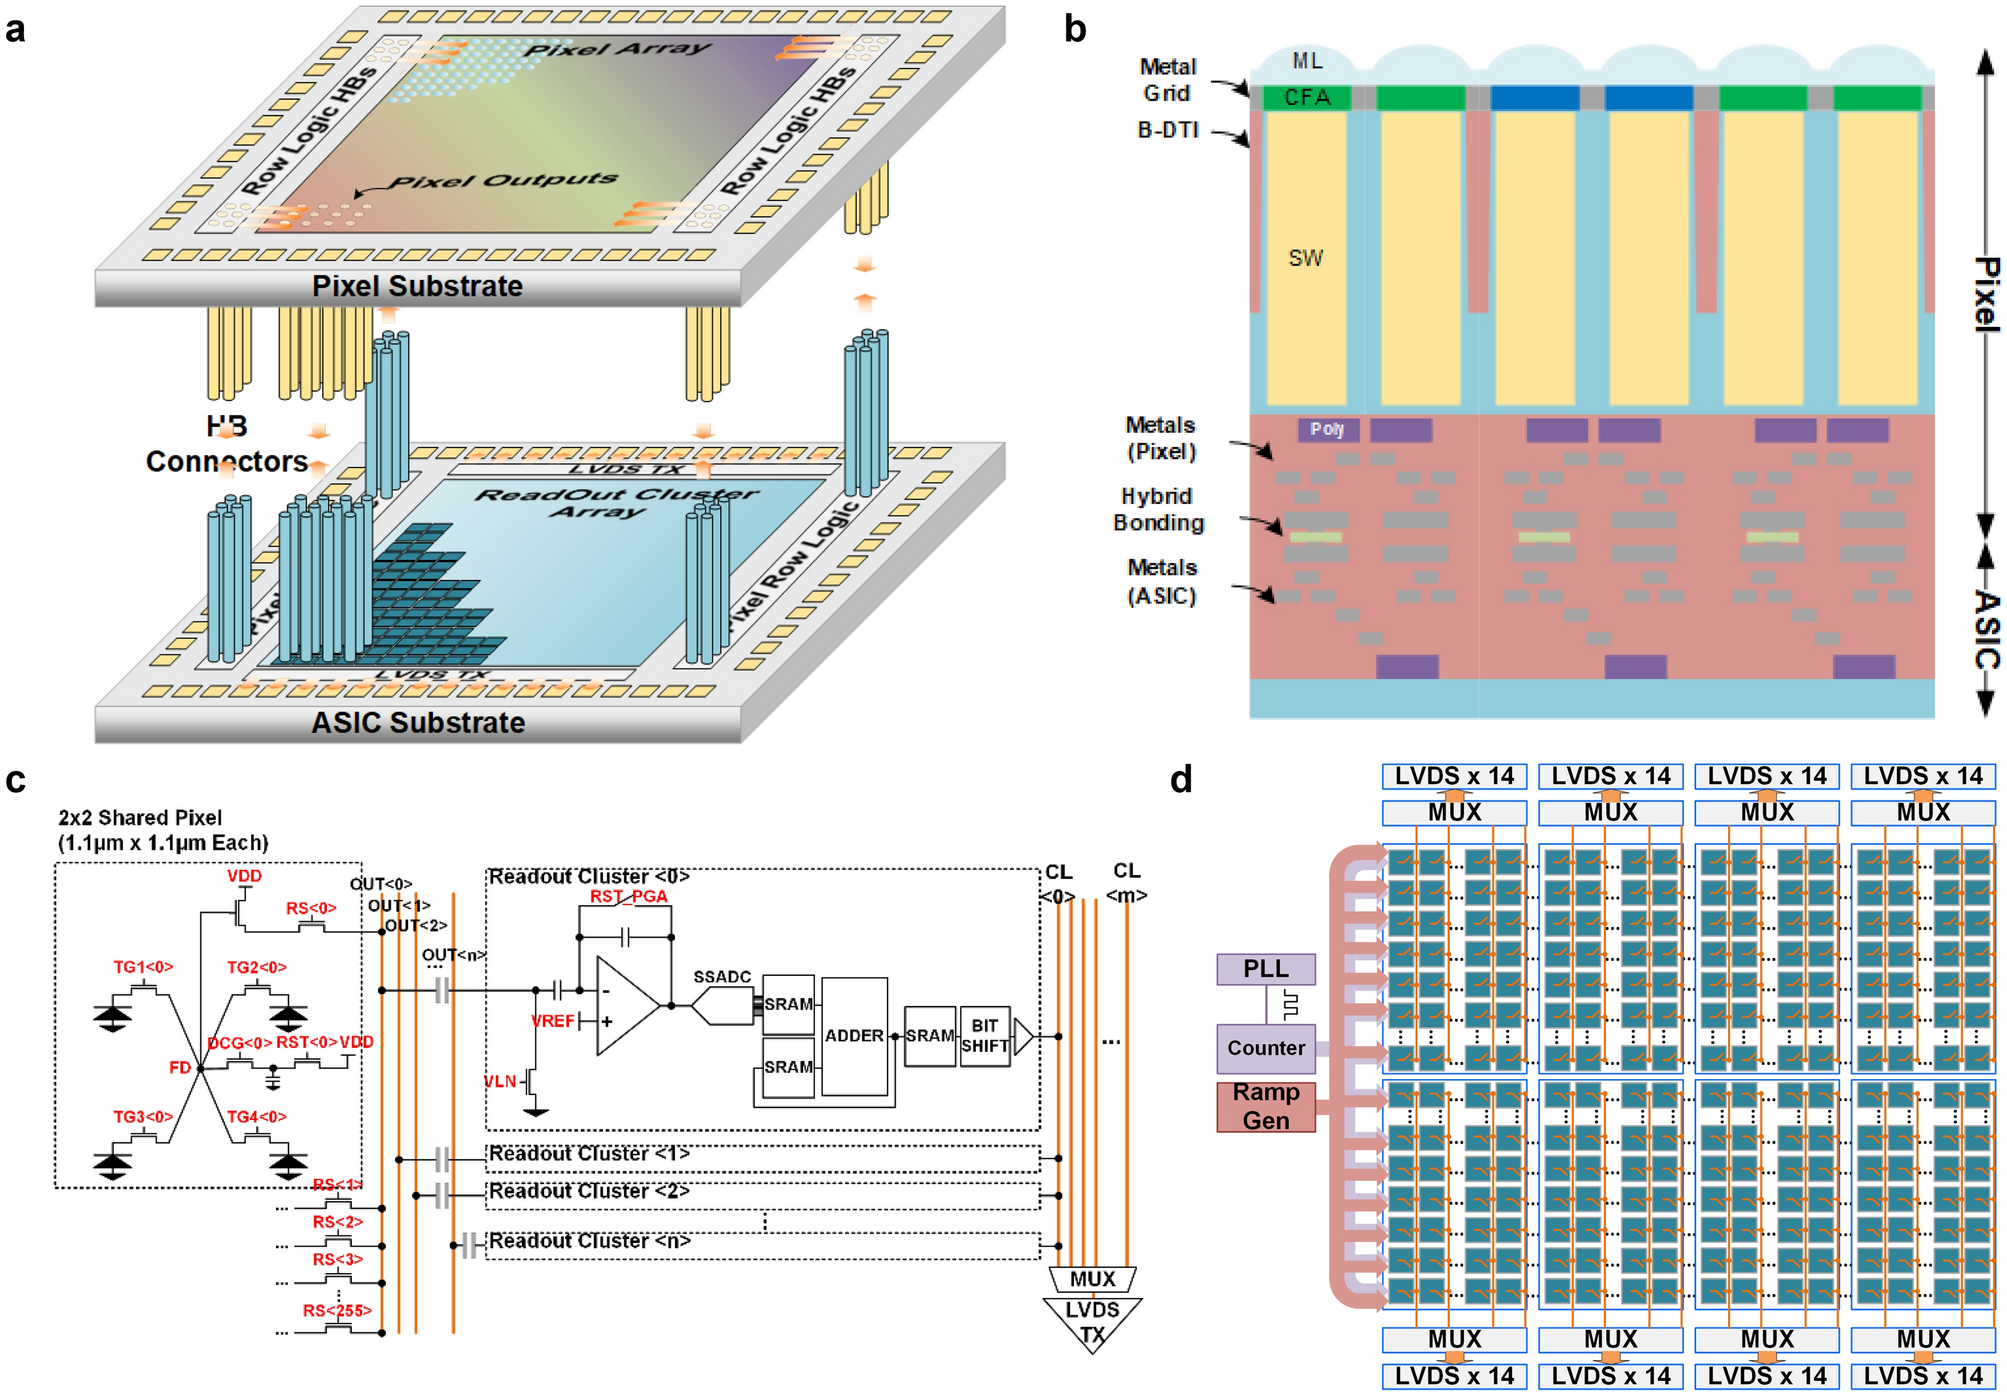 a
Pixel Array
Row Logic HBs
Row Logic HBs
Pixel Outputs
Pixel Substrate
HB
Connectors
LVDS TX
ReadOut Cluster
Array
Pixel Row Logic
LVDS TX
ASIC Substrate
b
Metal
Grid
ML
CFA
B-DTI
SW
Pixel
Metals
(Pixel)
Poly
Hybrid
Bonding
Metals
(ASIC)
ASIC
c
2x2 Shared Pixel
(1.1µm x 1.1µm Each)
VDD
RS<0>
TG1<0>
TG2<0>
DCG<0>
RST<0>
VDD
FD
TG3<0>
TG4<0>
OUT<0>
OUT<1>
OUT<2>
OUT<n>
...
RS<1>
...
RS<2>
...
RS<3>
...
RS<255>
...
Readout Cluster <0>
RST_PGA
-
+
VREF
VLN
SSADC
SRAM
SRAM
ADDER
SRAM
BIT
SHIFT
CL
<0>
CL
<m>
...
Readout Cluster <1>
Readout Cluster <2>
Readout Cluster <n>
MUX
LVDS
TX
d
LVDS x 14
LVDS x 14
LVDS x 14
LVDS x 14
MUX
MUX
MUX
MUX
PLL
Counter
Ramp
Gen
MUX
MUX
MUX
MUX
LVDS x 14
LVDS x 14
LVDS x 14
LVDS x 14